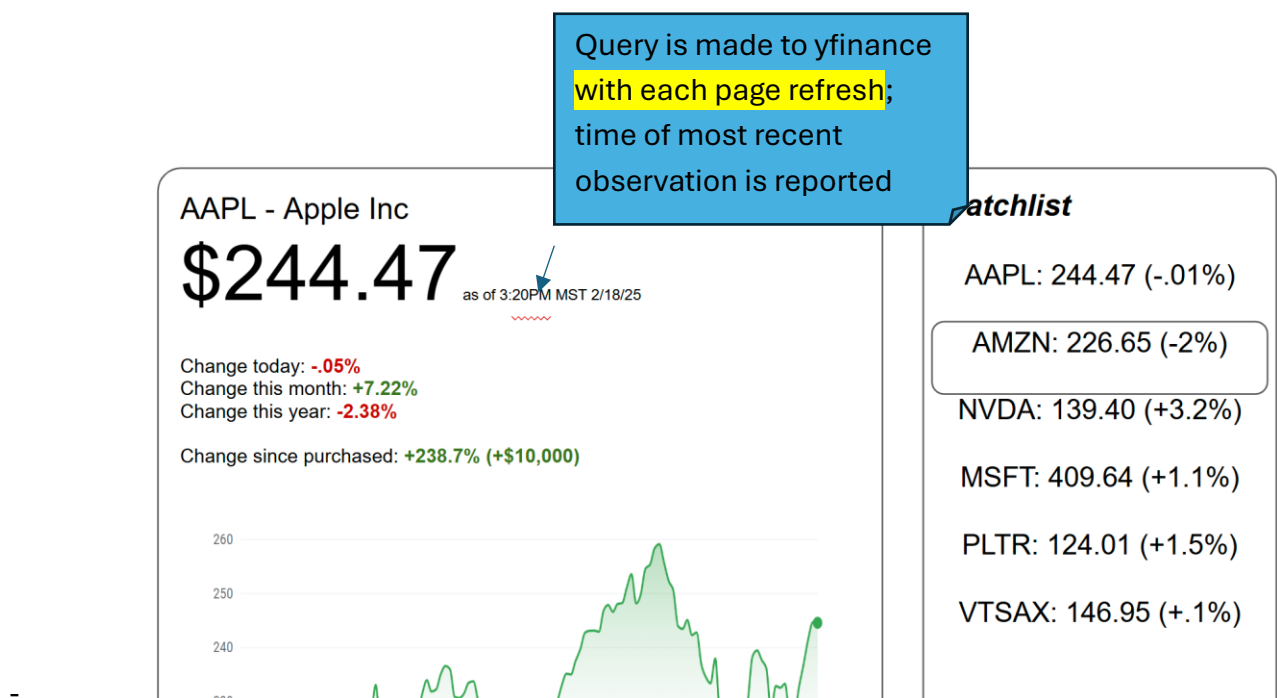 Query is made to yfinance
with each page refresh;
time of most recent
observation is reported
AAPL - Apple Inc
$244.47 as of 3:20PM MST 2/18/25
Change today: -.05%
Change this month: +7.22%
Change this year: -2.38%
Change since purchased: +238.7% (+$10,000)
260
250
240
atchlist
AAPL: 244.47 (-.01%)
AMZN: 226.65 (-2%)
NVDA: 139.40 (+3.2%)
MSFT: 409.64 (+1.1%)
PLTR: 124.01 (+1.5%)
VTSAX: 146.95 (+.1%)
-